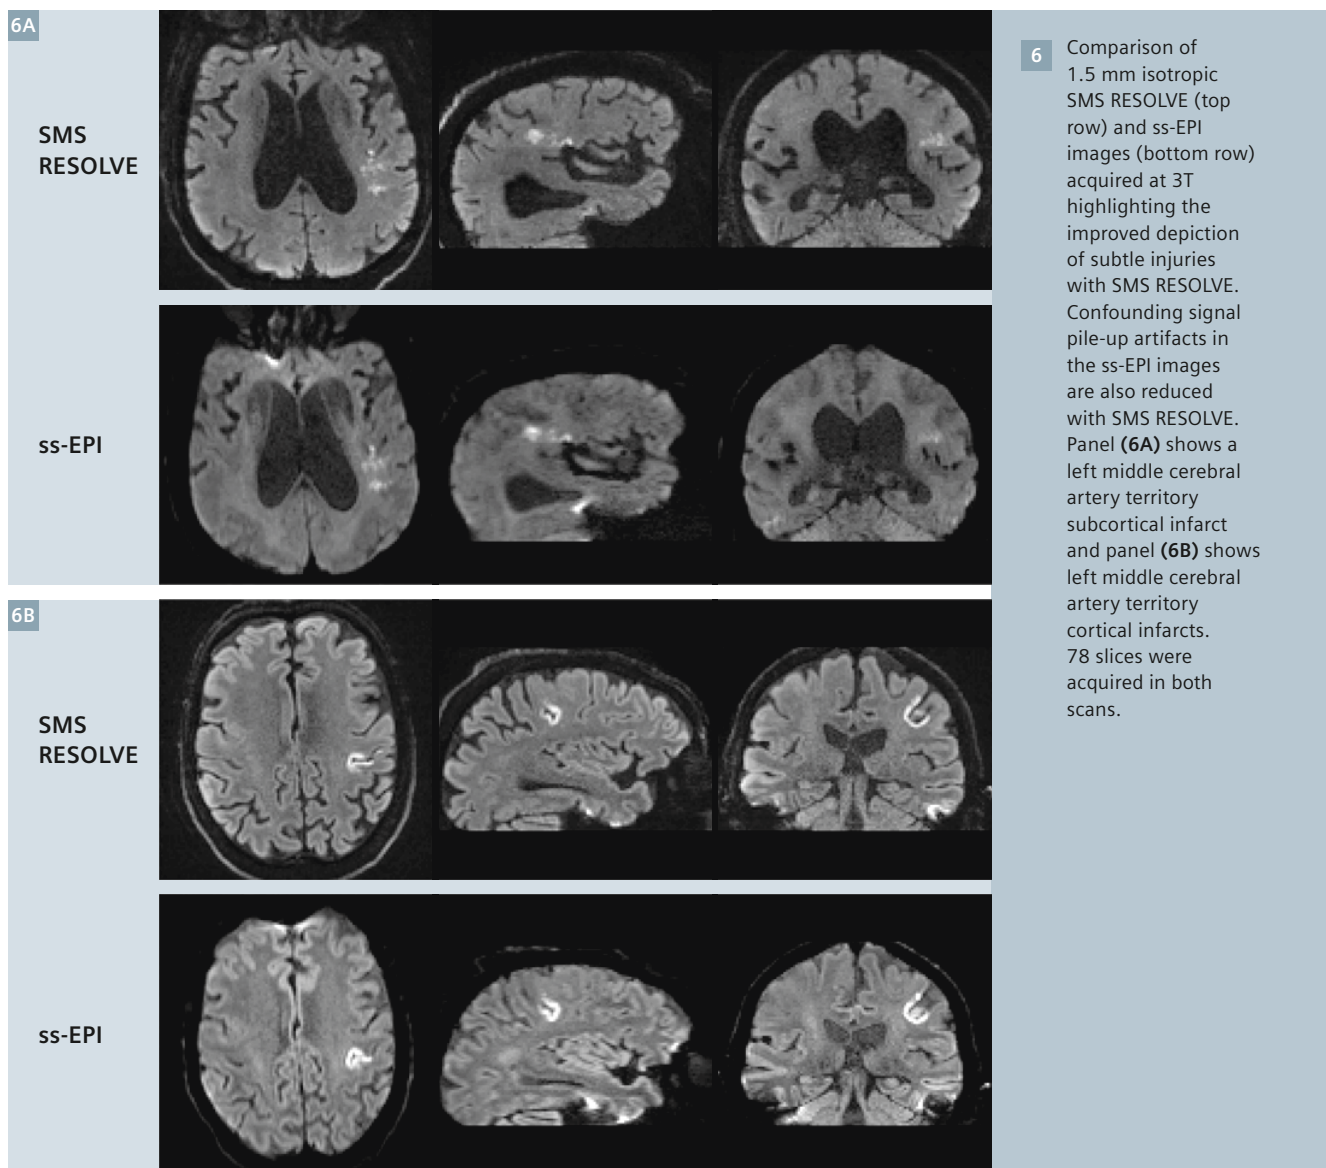 6A
SMS
RESOLVE
ss-EPI
6B
SMS
RESOLVE
ss-EPI
6
Comparison of
1.5 mm isotropic
SMS RESOLVE (top
row) and ss-EPI
images (bottom row)
acquired at 3T
highlighting the
improved depiction
of subtle injuries
with SMS RESOLVE.
Confounding signal
pile-up artifacts in
the ss-EPI images
are also reduced
with SMS RESOLVE.
Panel (6A) shows a
left middle cerebral
artery territory
subcortical infarct
and panel (6B) shows
left middle cerebral
artery territory
cortical infarcts.
78 slices were
acquired in both
scans.